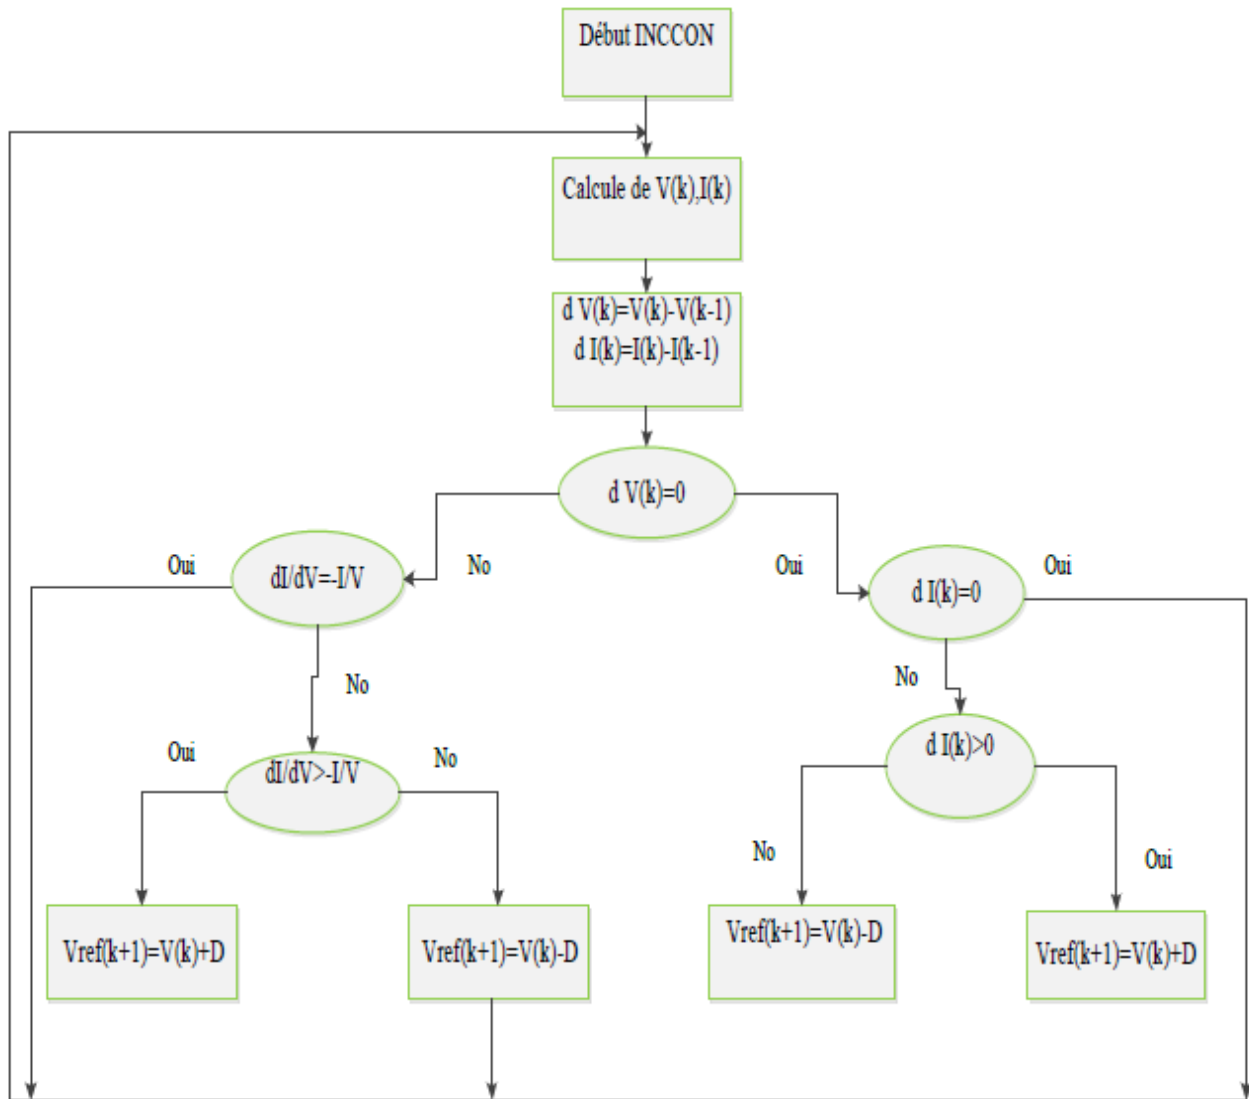 Début INCCON
Calcule de V(k),I(k)
d V(k)=V(k)-V(k-1)
d I(k)=I(k)-I(k-1)
d V(k)=0
Oui
dI/dV=-I/V
No
Oui
d I(k)=0
Oui
No
No
Oui
dI/dV>-I/V
No
d I(k)>0
No
Oui
Vref(k+1)=V(k)+D
Vref(k+1)=V(k)-D
Vref(k+1)=V(k)-D
Vref(k+1)=V(k)+D